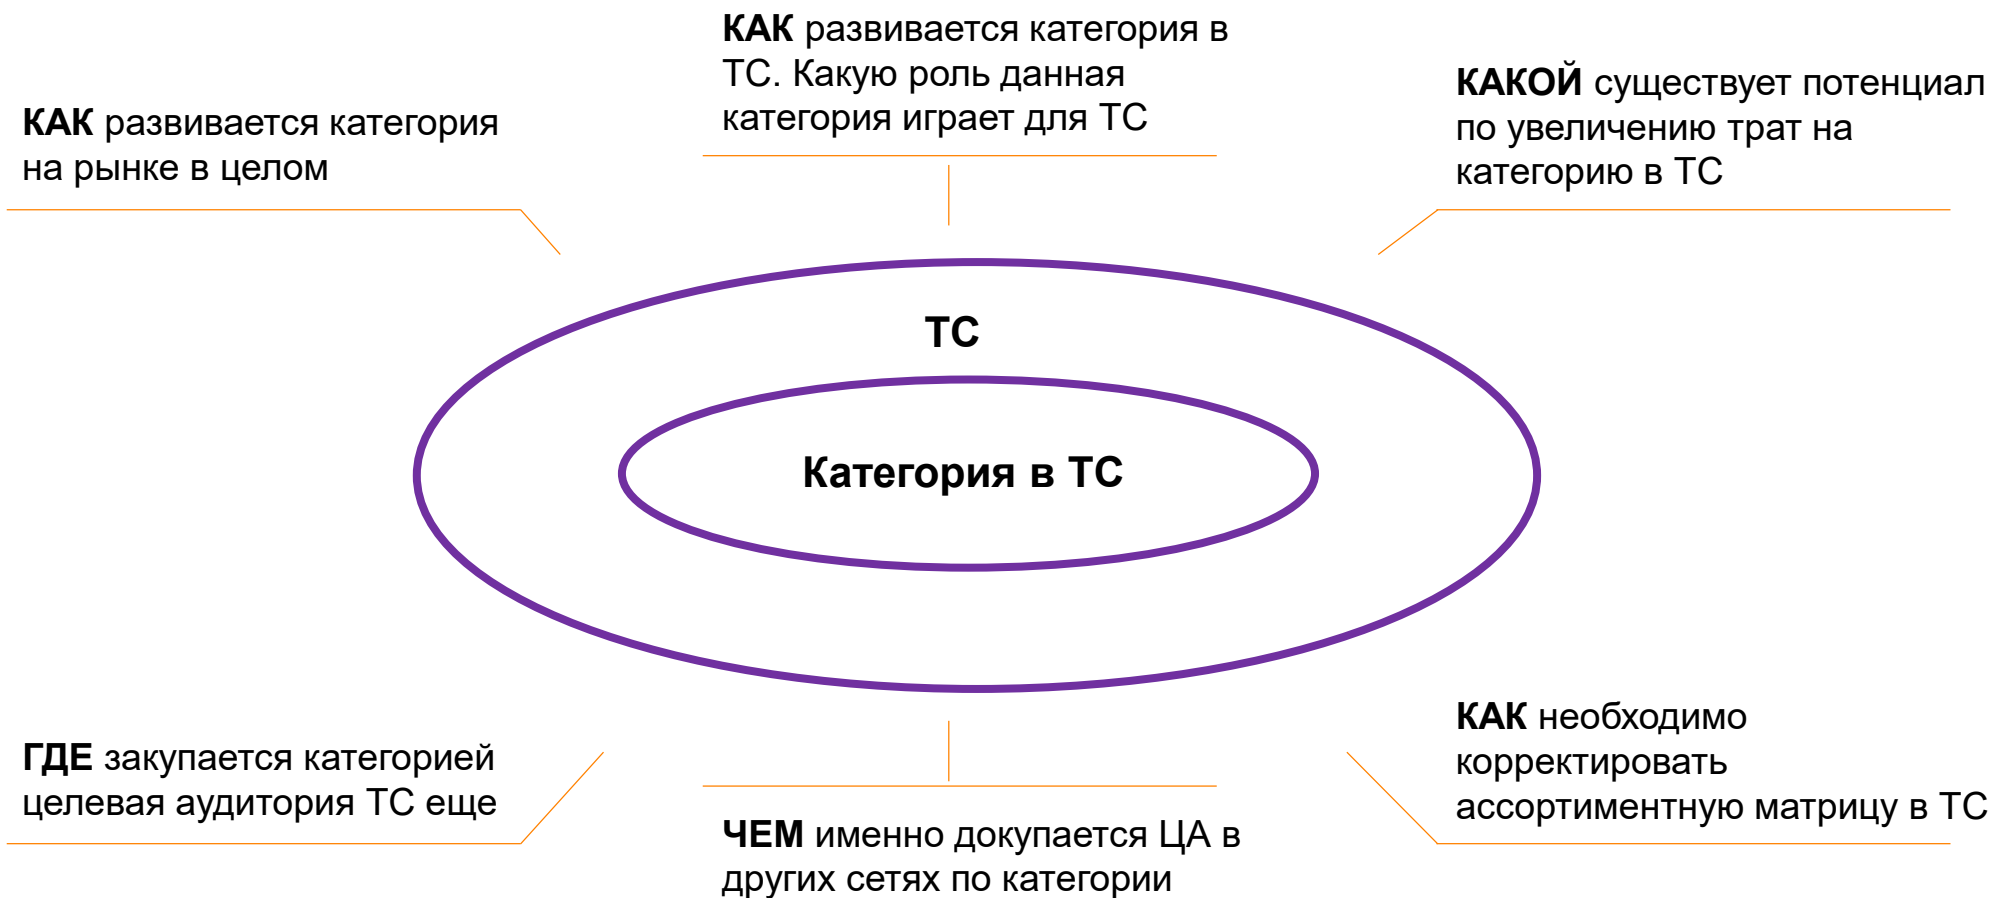 КАК развивается категория
на рынке в целом
КАК развивается категория в
ТС. Какую роль данная
категория играет для ТС
КАКОЙ существует потенциал
по увеличению трат на
категорию в ТС
ТС
Категория в ТС
ГДЕ закупается категорией
целевая аудитория ТС еще
ЧЕМ именно докупается ЦА в
других сетях по категории
КАК необходимо
корректировать
ассортиментную матрицу в ТС